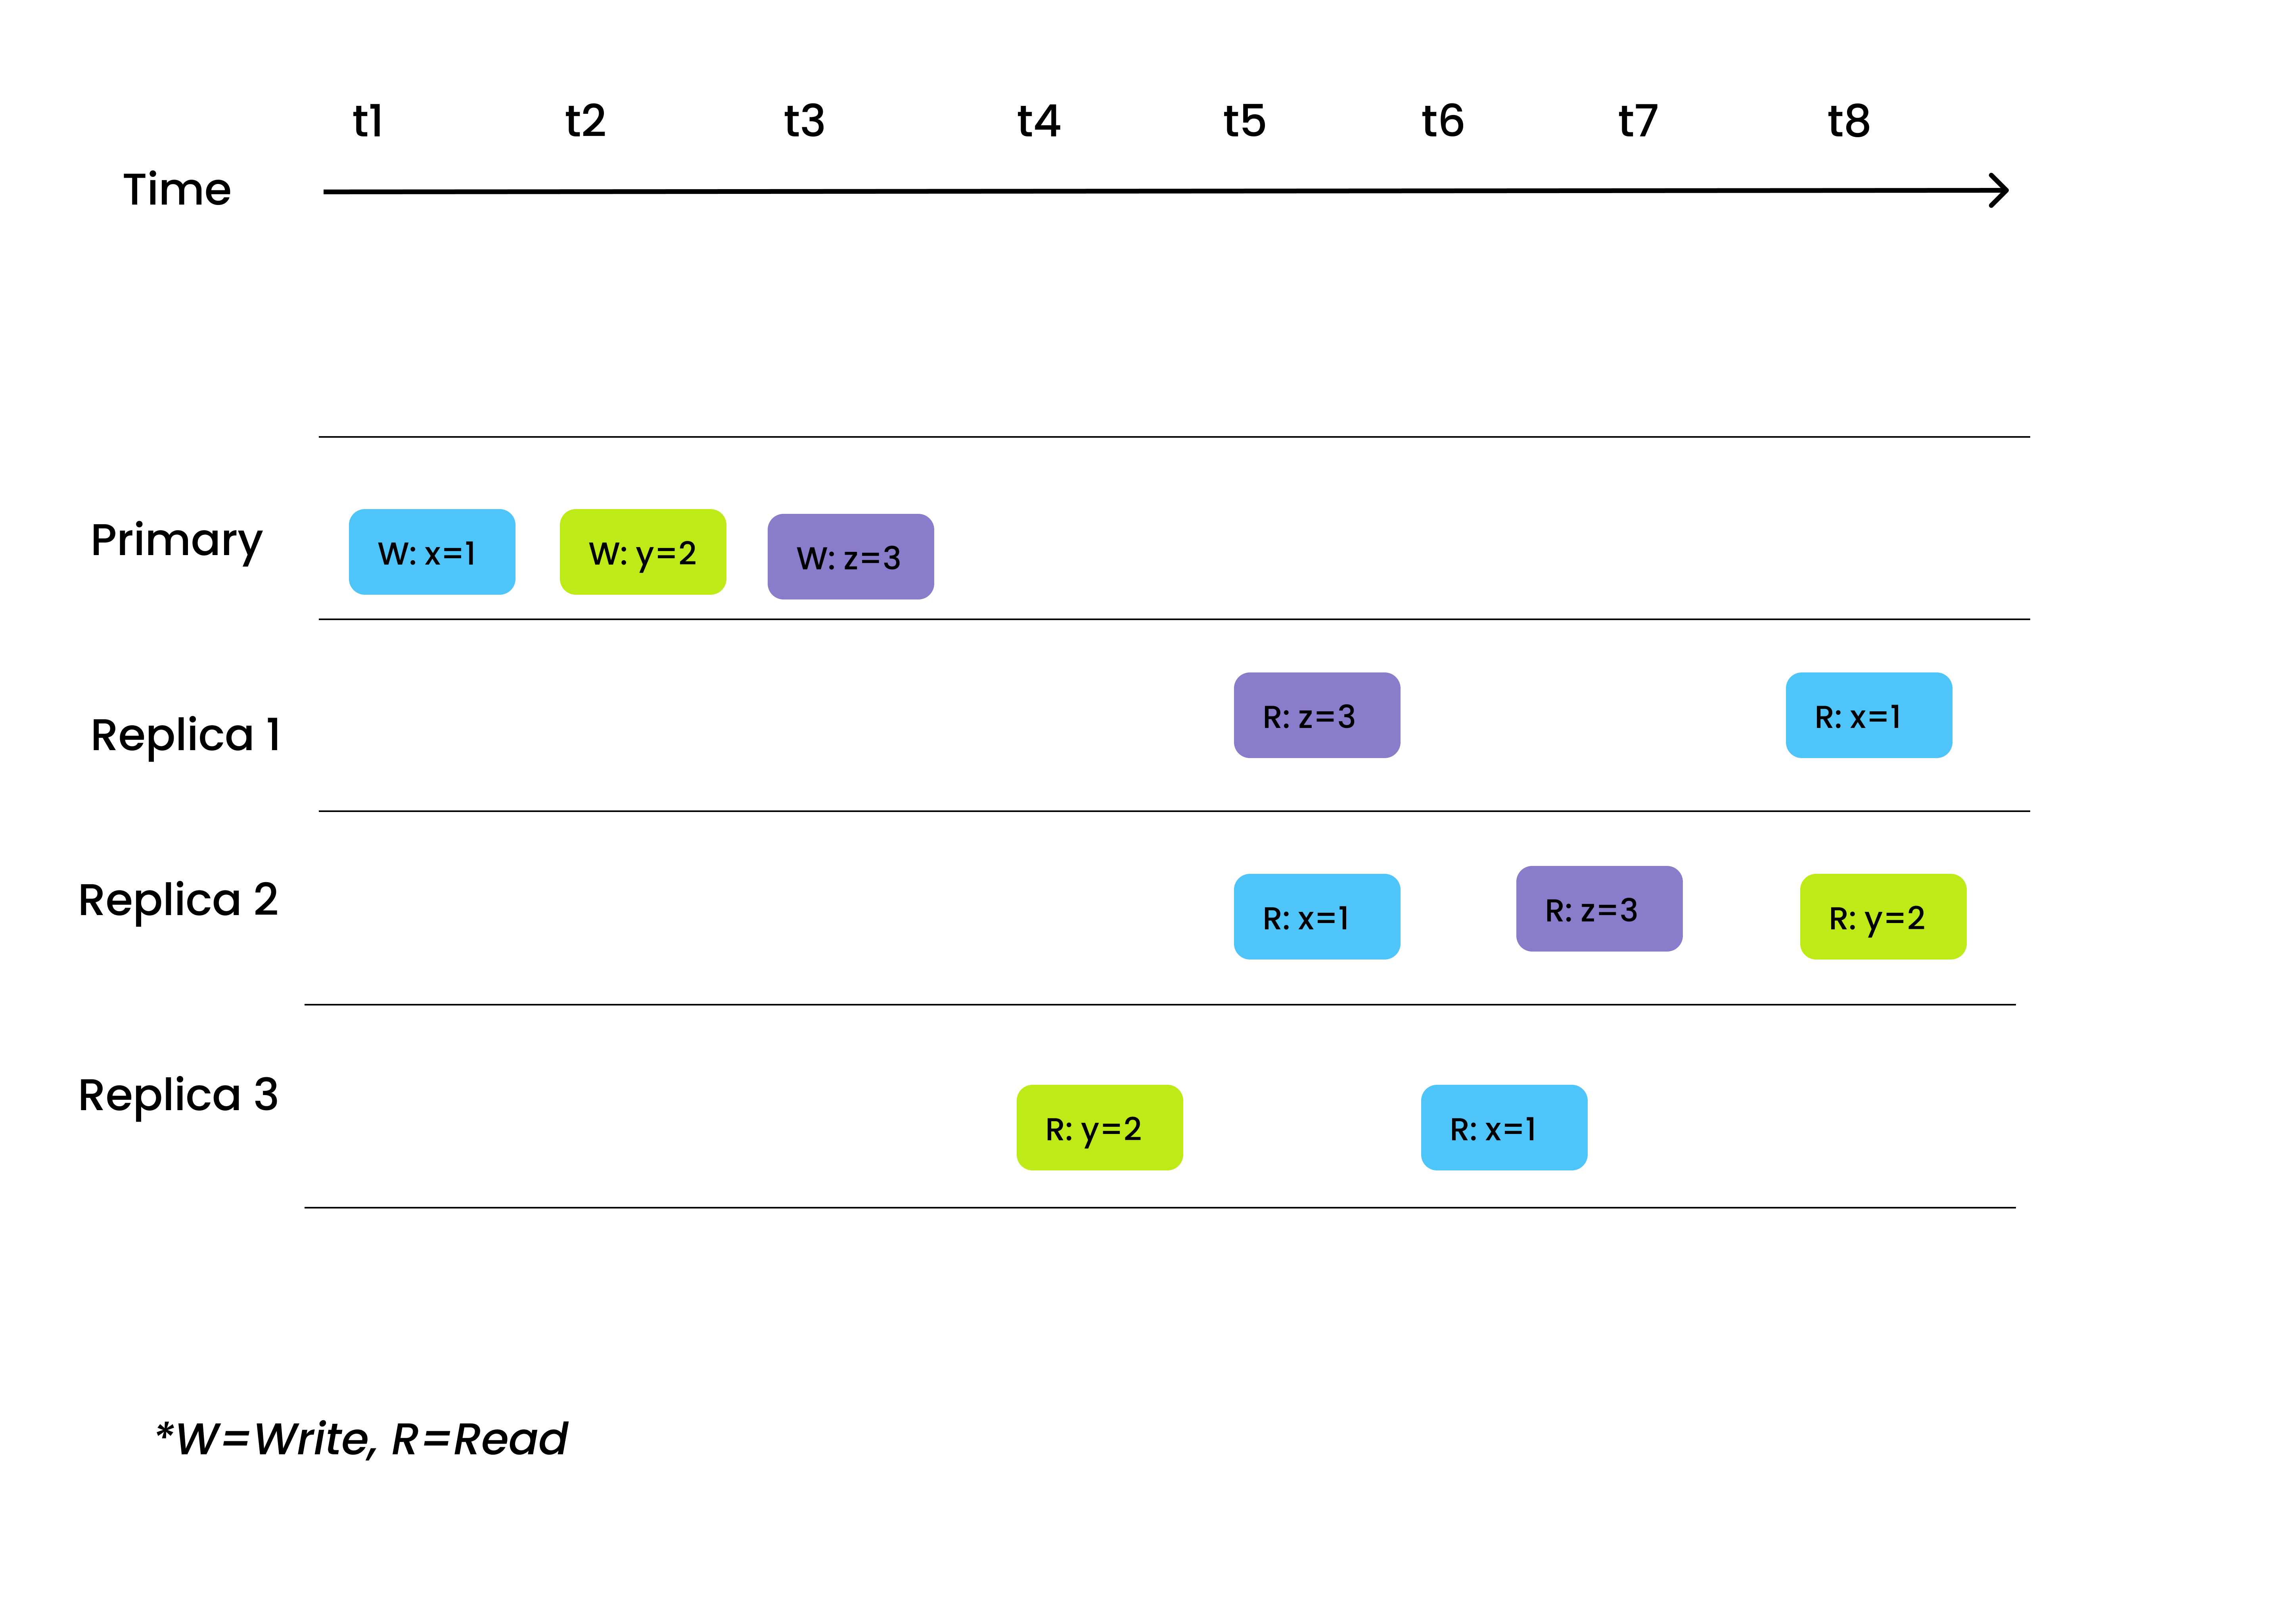 t1 t2 t3 t4 t5 t6 t7 t8
Time
Primary
W: x=1 W: y=2 W: z=3
Replica 1
R: z=3 R: x=1
Replica 2
R: x=1 R: z=3 R: y=2
Replica 3
R: y=2 R: x=1
*W=Write, R=Read